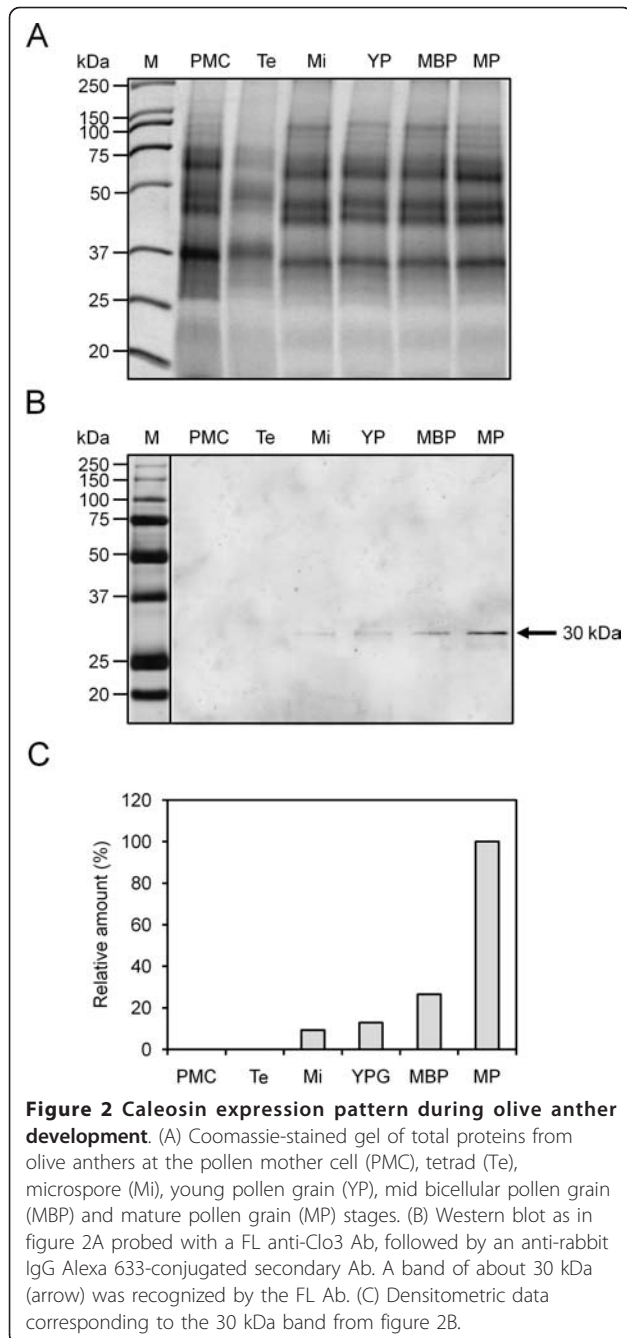 A
kDa M PMC Te Mi YP MBP MP
250
150
100
75
50
37
25
20
B
kDa M PMC Te Mi YP MBP MP
250
150
100
75
50
37
30 kDa
25
20
C
Relative amount (%)
120
100
80
60
40
20
0
PMC Te Mi YPG MBP MP
Figure 2 Caleosin expression pattern during olive anther
development. (A) Coomassie-stained gel of total proteins from
olive anthers at the pollen mother cell (PMC), tetrad (Te),
microspore (Mi), young pollen grain (YP), mid bicellular pollen grain
(MBP) and mature pollen grain (MP) stages. (B) Western blot as in
figure 2A probed with a FL anti-Clo3 Ab, followed by an anti-rabbit
IgG Alexa 633-conjugated secondary Ab. A band of about 30 kDa
(arrow) was recognized by the FL Ab. (C) Densitometric data
corresponding to the 30 kDa band from figure 2B.